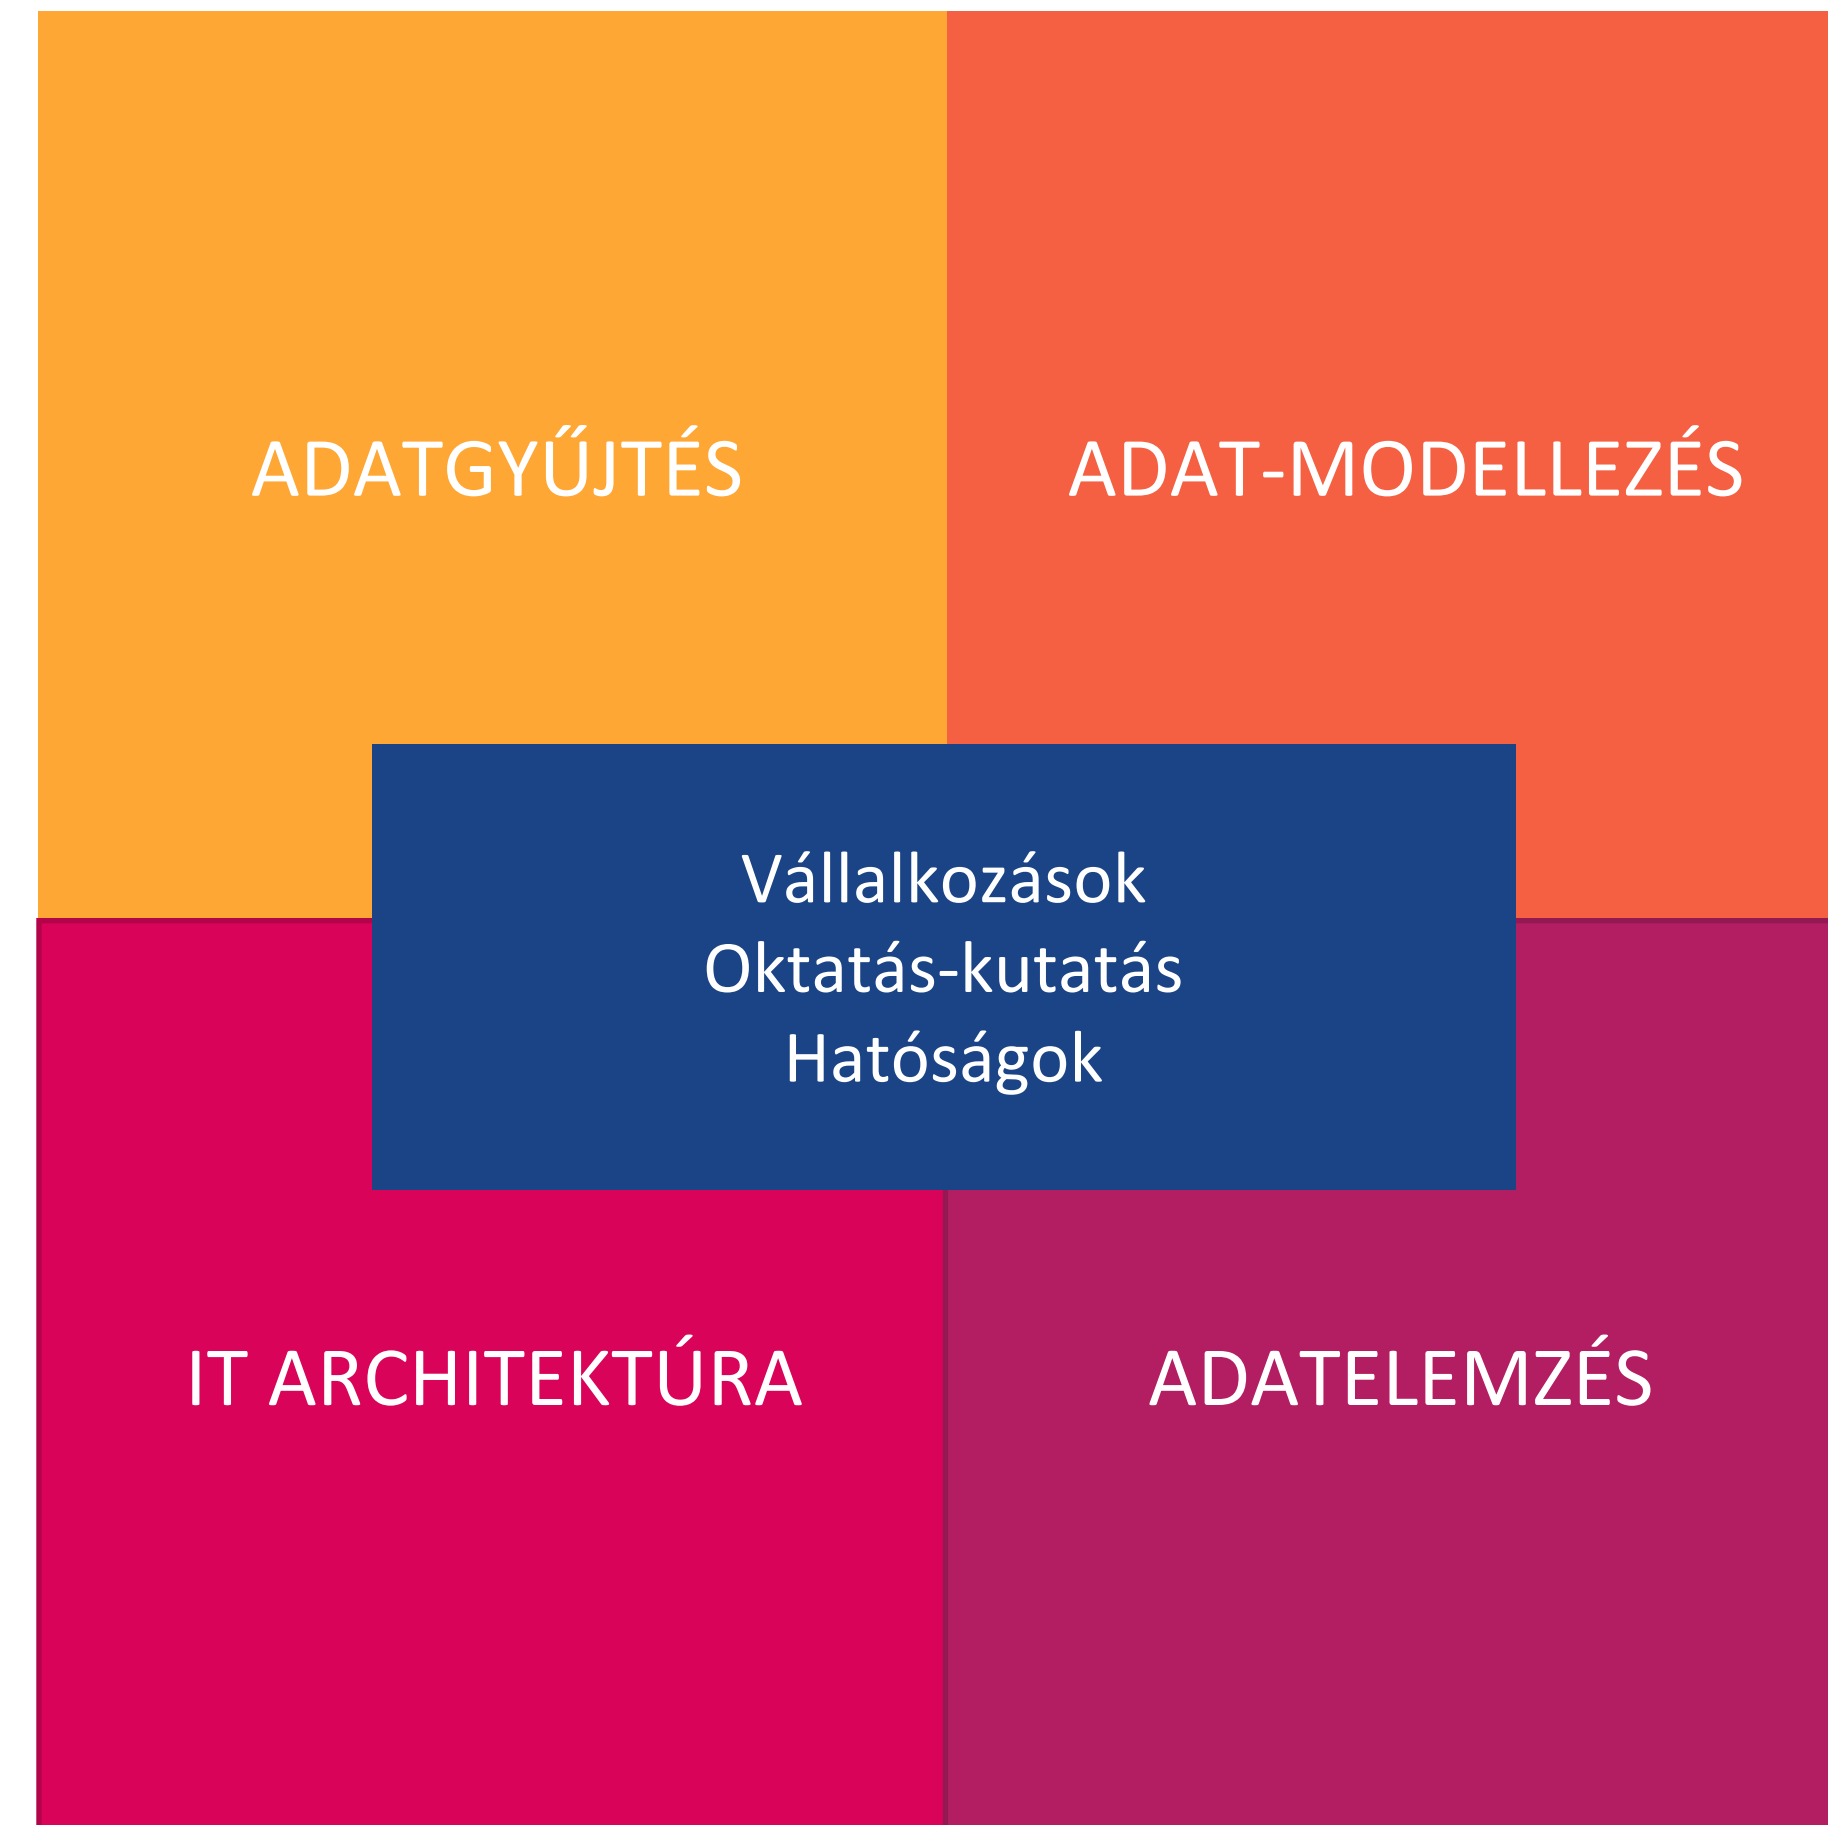 ADATGYŰJTÉS
ADAT-MODELLEZÉS
Vállalkozások
Oktatás-kutatás
Hatóságok
IT ARCHITEKTÚRA
ADATELEMZÉS